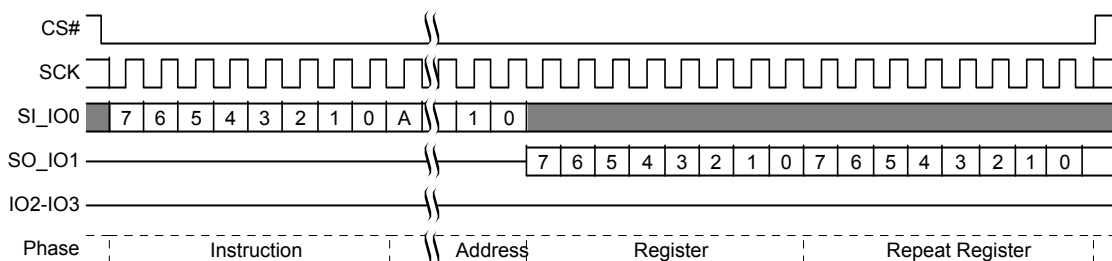 CS#
SCK
SI_IO0 7 6 5 4 3 2 1 0 A 1 0
SO_IO1 7 6 5 4 3 2 1 0 7 6 5 4 3 2 1 0
IO2-IO3
Phase Instruction Address Register Repeat Register